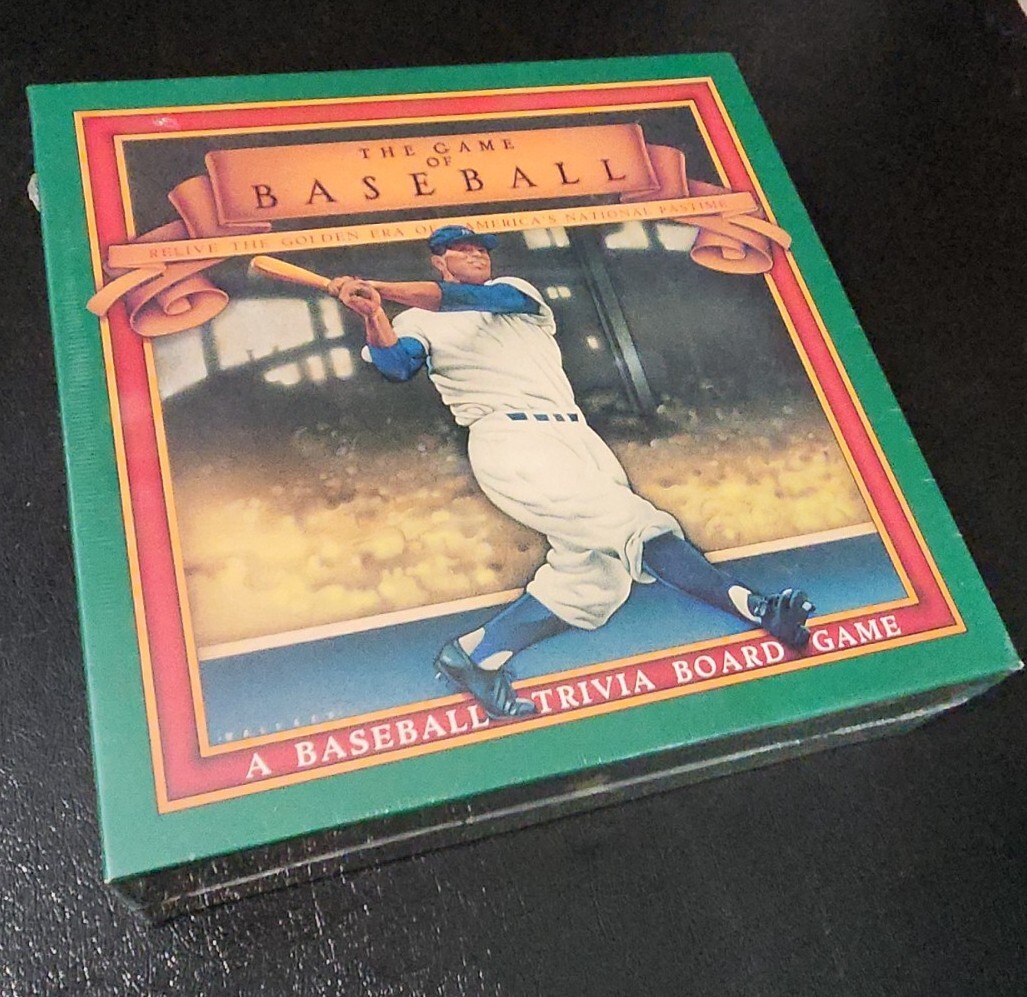 THE GAME
OF
BASEBALL
RELIVE THE GOLDEN ERA OF AMERICA'S NATIONAL PASTIME
A BASEBALL TRIVIA BOARD GAME